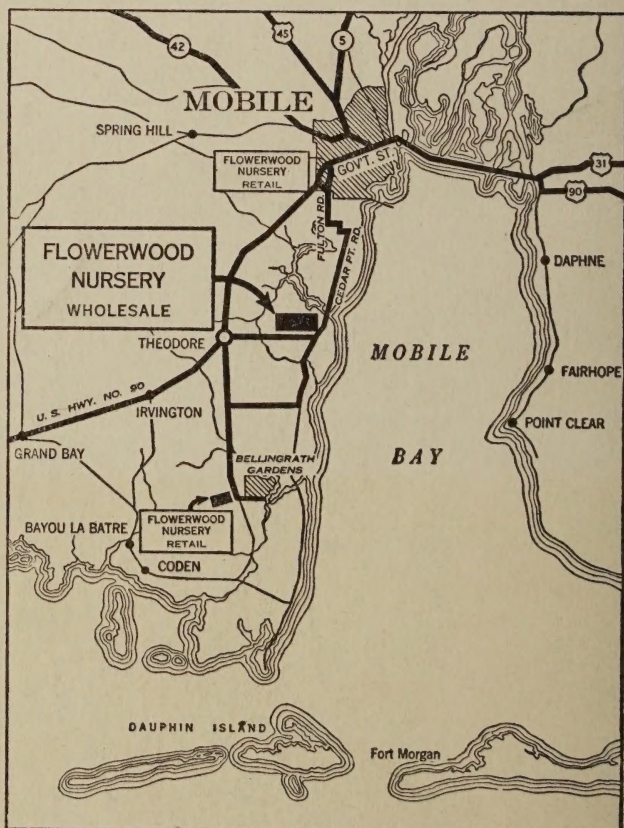 42
45
5
MOBILE
SPRING HILL
FLOWERWOOD
NURSERY
RETAIL
GOV'T. ST.
31
90
FULTON RD.
CEDAR PT. RD.
FLOWERWOOD
NURSERY
WHOLESALE
DAPHNE
THEODORE
MOBILE
BAY
FAIRHOPE
U.S. HWY. NO. 90
IRVINGTON
POINT CLEAR
GRAND BAY
BELLINGRATH
GARDENS
FLOWERWOOD
NURSERY
RETAIL
BAYOU LA BATRE
CODEN
DAUPHIN ISLAND
Fort Morgan